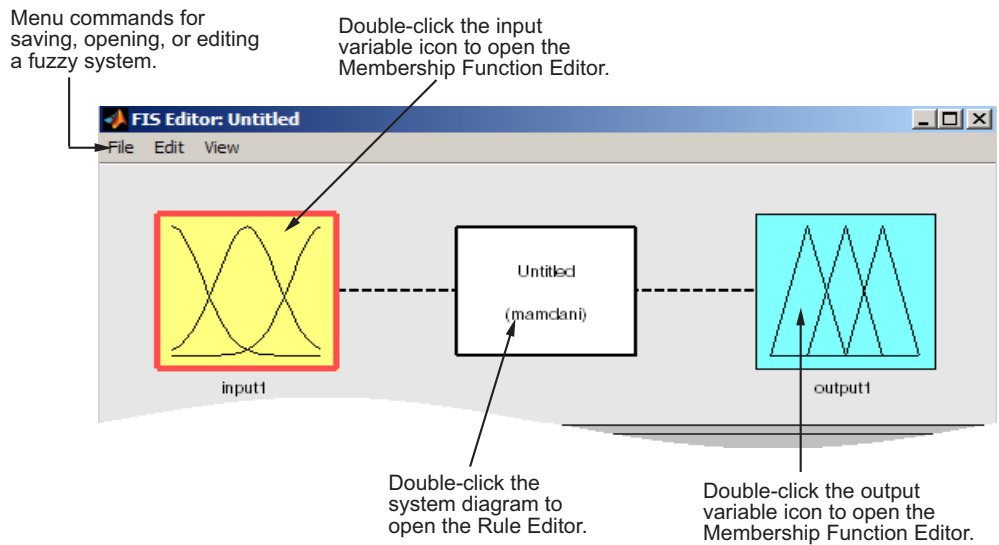 Menu commands for
saving, opening, or editing
a fuzzy system.
Double-click the input
variable icon to open the
Membership Function Editor.
FIS Editor: Untitled
File Edit View
Untitled
(mamdani)
input1
output1
Double-click the
system diagram to
open the Rule Editor.
Double-click the output
variable icon to open the
Membership Function Editor.